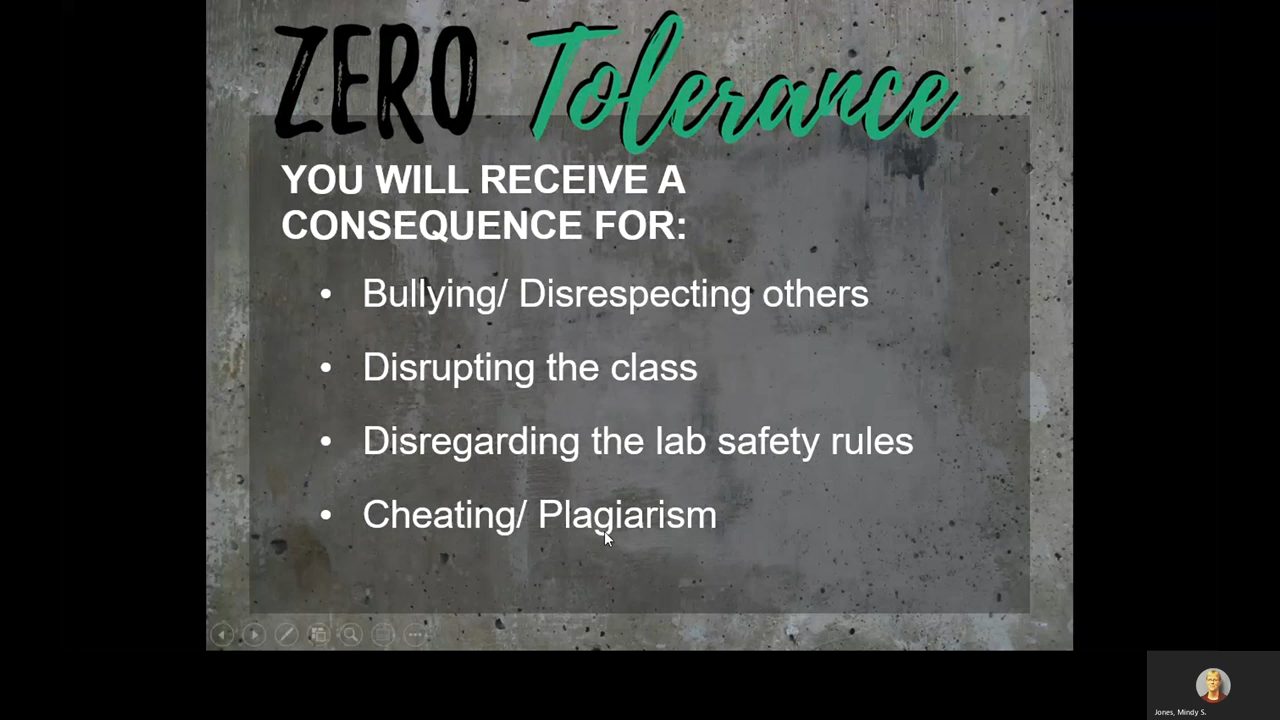 ZERO Tolerance
YOU WILL RECEIVE A
CONSEQUENCE FOR:
• Bullying/ Disrespecting others
• Disrupting the class
• Disregarding the lab safety rules
• Cheating/ Plagiarism
Jones, Mindy S.